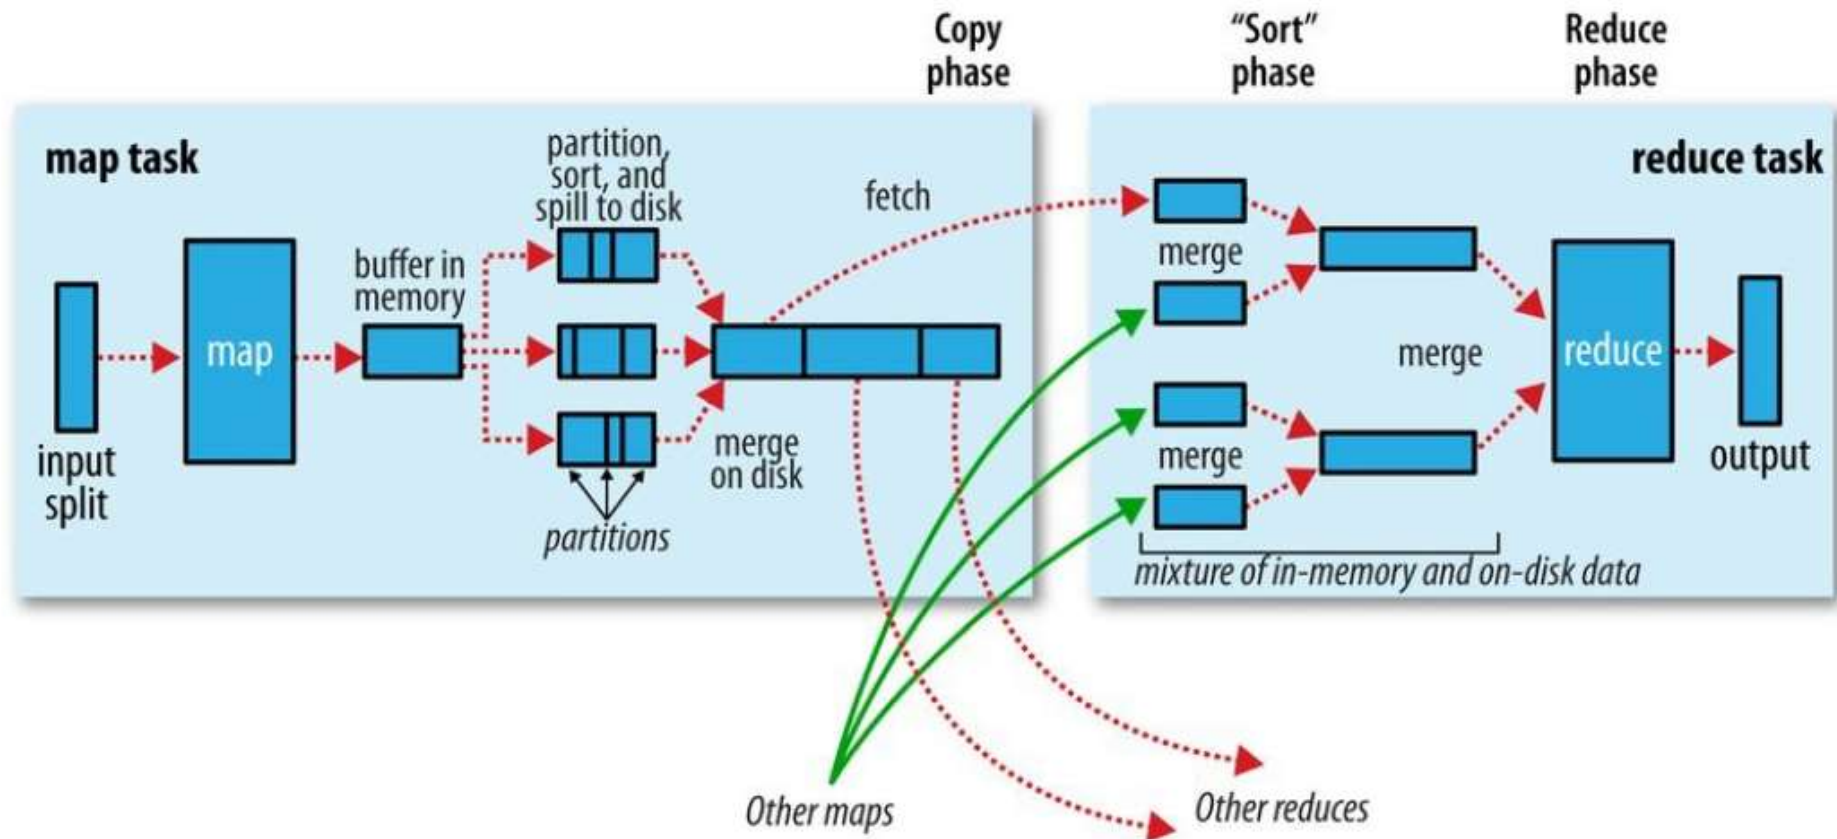 Copy
phase
“Sort”
phase
Reduce
phase
map task
partition,
sort, and
spill to disk
fetch
buffer in
memory
map
input
split
merge
on disk
partitions
reduce task
merge
merge
reduce
merge
output
mixture of in-memory and on-disk data
Other maps
Other reduces